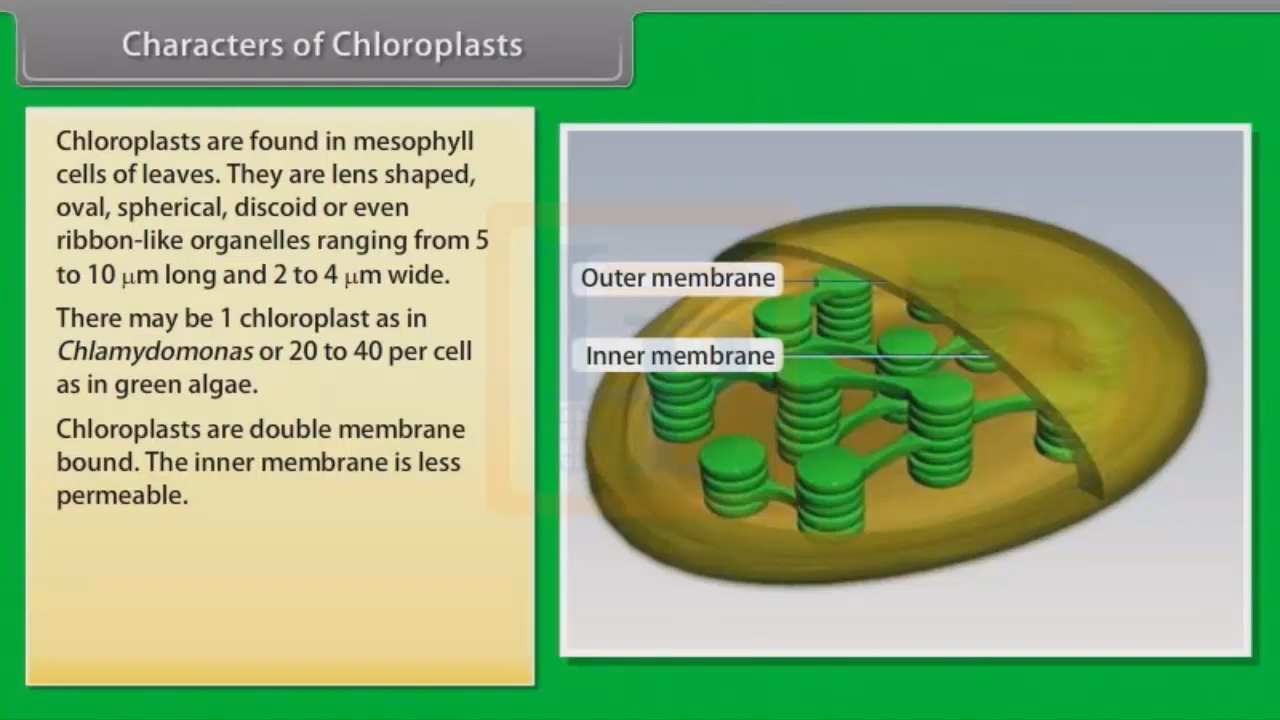 Characters of Chloroplasts
Chloroplasts are found in mesophyll
cells of leaves. They are lens shaped,
oval, spherical, discoid or even
ribbon-like organelles ranging from 5
to 10 μm long and 2 to 4 μm wide.
There may be 1 chloroplast as in
Chlamydomonas or 20 to 40 per cell
as in green algae.
Chloroplasts are double membrane
bound. The inner membrane is less
permeable.
Outer membrane
Inner membrane